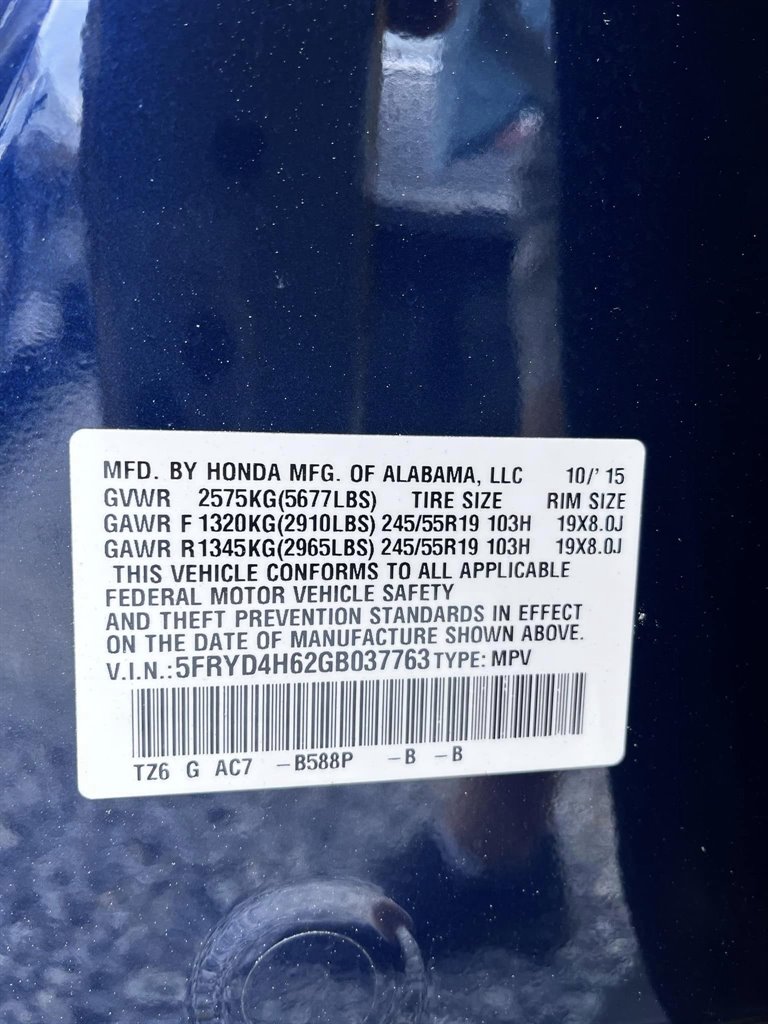 MFD. BY HONDA MFG. OF ALABAMA, LLC 10/'15
GVWR 2575KG(5677LBS) TIRE SIZE RIM SIZE
GAWR F 1320KG(2910LBS) 245/55R19 103H 19X8.0J
GAWR R 1345KG(2965LBS) 245/55R19 103H 19X8.0J
THIS VEHICLE CONFORMS TO ALL APPLICABLE
FEDERAL MOTOR VEHICLE SAFETY
AND THEFT PREVENTION STANDARDS IN EFFECT
ON THE DATE OF MANUFACTURE SHOWN ABOVE.
V.I.N.:5FRYD4H62GB037763 TYPE: MPV
TZ6 G AC7 -B588P -B -B